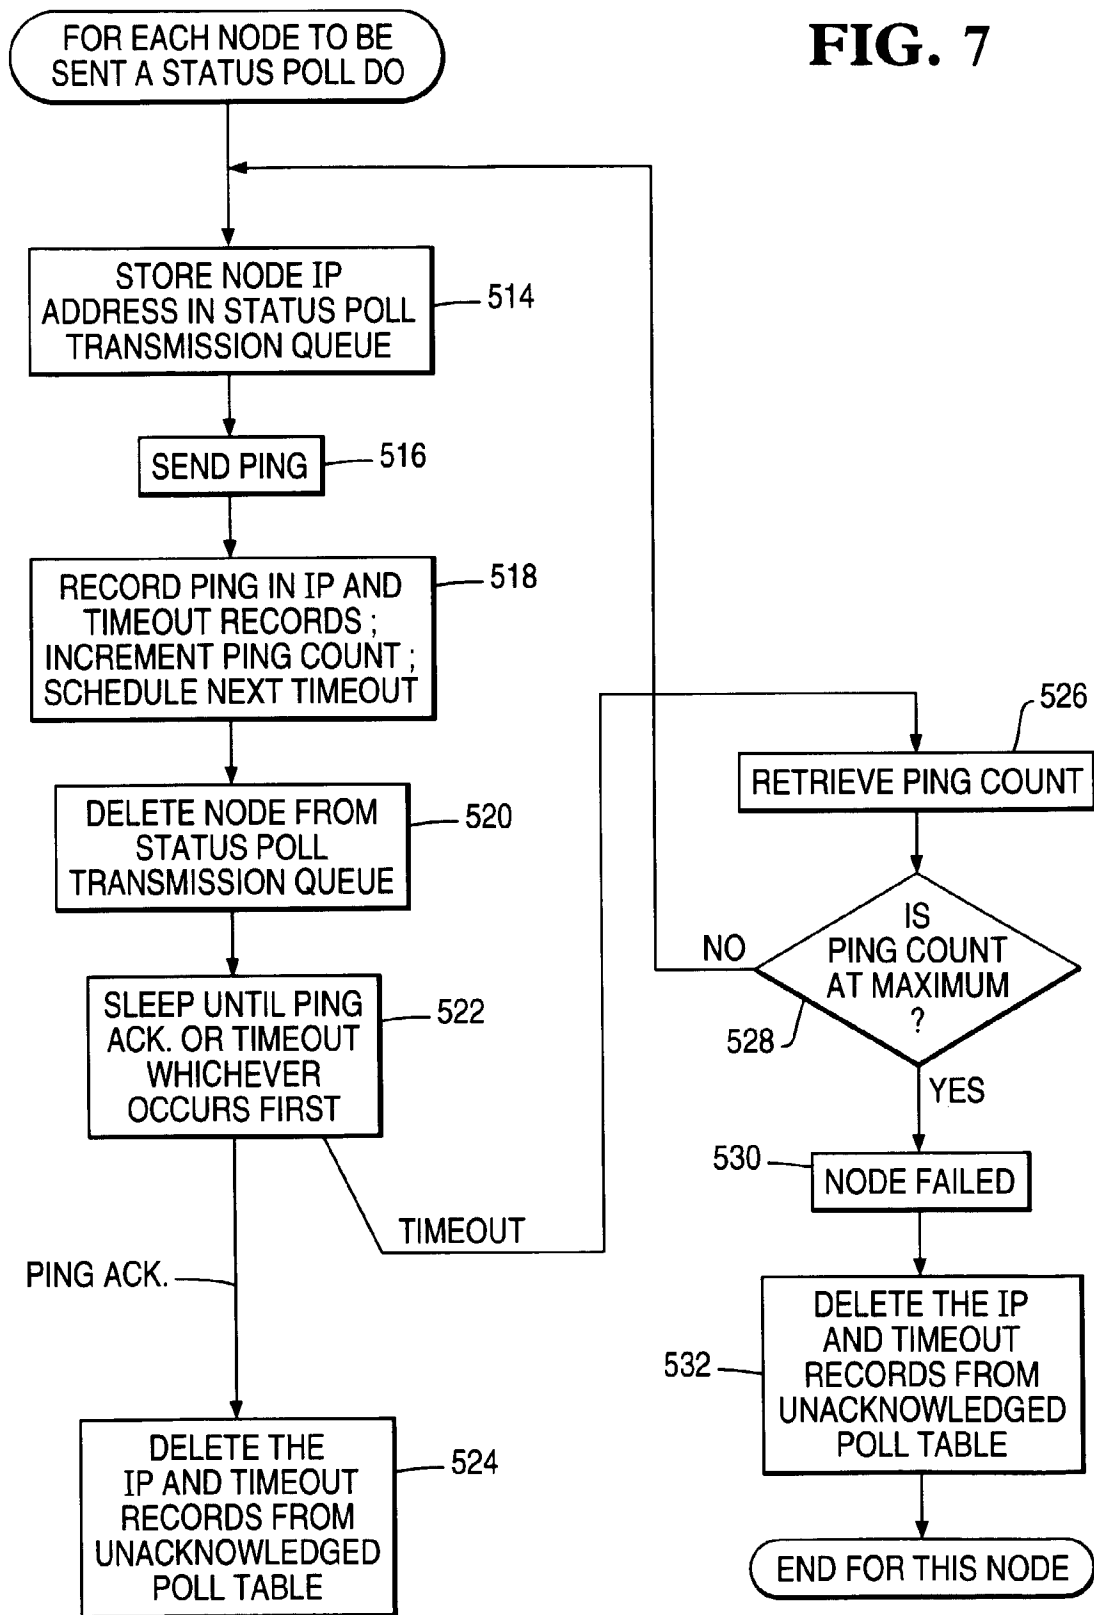 FIG. 7
FOR EACH NODE TO BE
SENT A STATUS POLL DO
STORE NODE IP
ADDRESS IN STATUS POLL
TRANSMISSION QUEUE
514
SEND PING
516
RECORD PING IN IP AND
TIMEOUT RECORDS ;
INCREMENT PING COUNT ;
SCHEDULE NEXT TIMEOUT
518
DELETE NODE FROM
STATUS POLL
TRANSMISSION QUEUE
520
SLEEP UNTIL PING
ACK. OR TIMEOUT
WHICHEVER
OCCURS FIRST
522
TIMEOUT
PING ACK.
DELETE THE
IP AND TIMEOUT
RECORDS FROM
UNACKNOWLEDGED
POLL TABLE
524
526
RETRIEVE PING COUNT
IS
PING COUNT
AT MAXIMUM
?
NO
528
YES
530
NODE FAILED
DELETE THE IP
AND TIMEOUT
RECORDS FROM
UNACKNOWLEDGED
POLL TABLE
532
END FOR THIS NODE